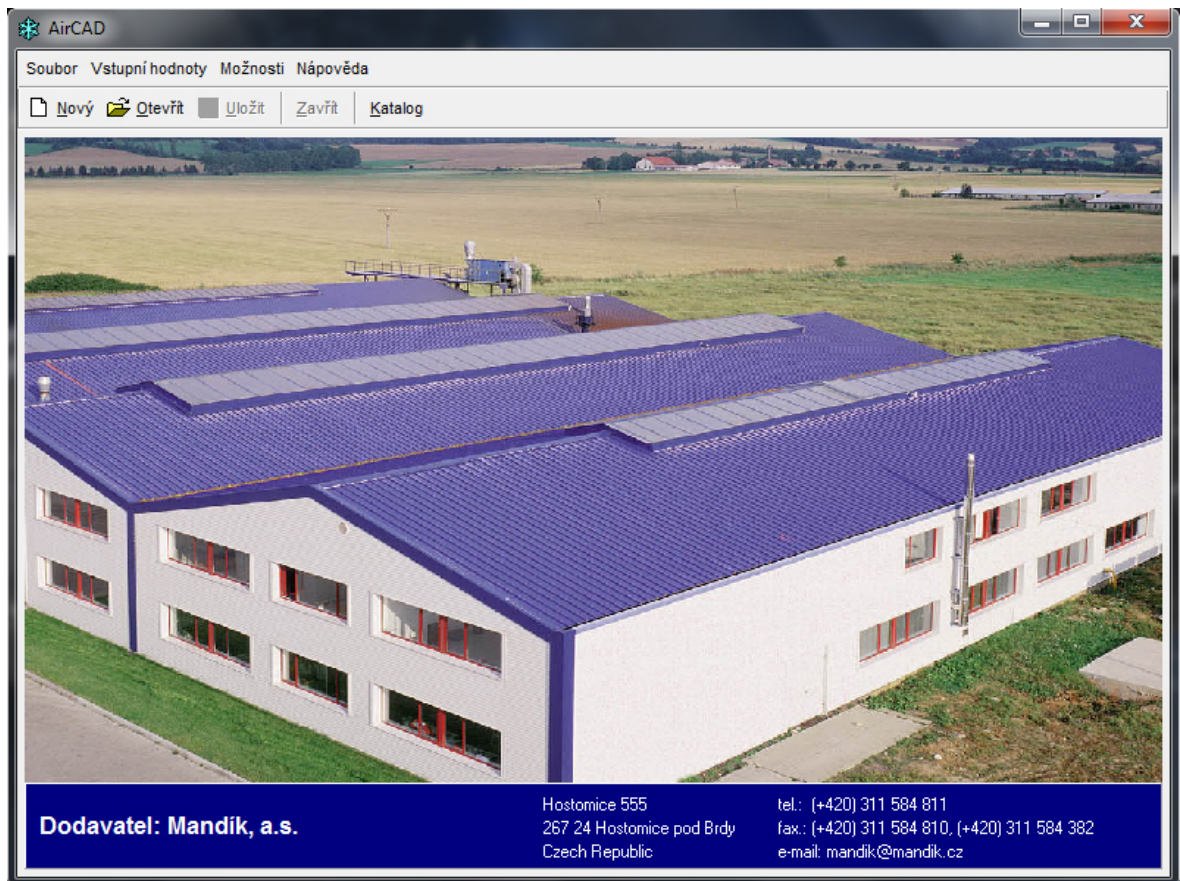 AirCAD
Soubor Vstupní hodnoty Možnosti Nápověda
Nový Otevřít Uložit Zavřít Katalog
Dodavatel: Mandík, a.s.
Hostomice 555
267 24 Hostomice pod Brdy
Czech Republic
tel.: (+420) 311 584 811
fax.: (+420) 311 584 810, (+420) 311 584 382
e-mail: mandik@mandik.cz